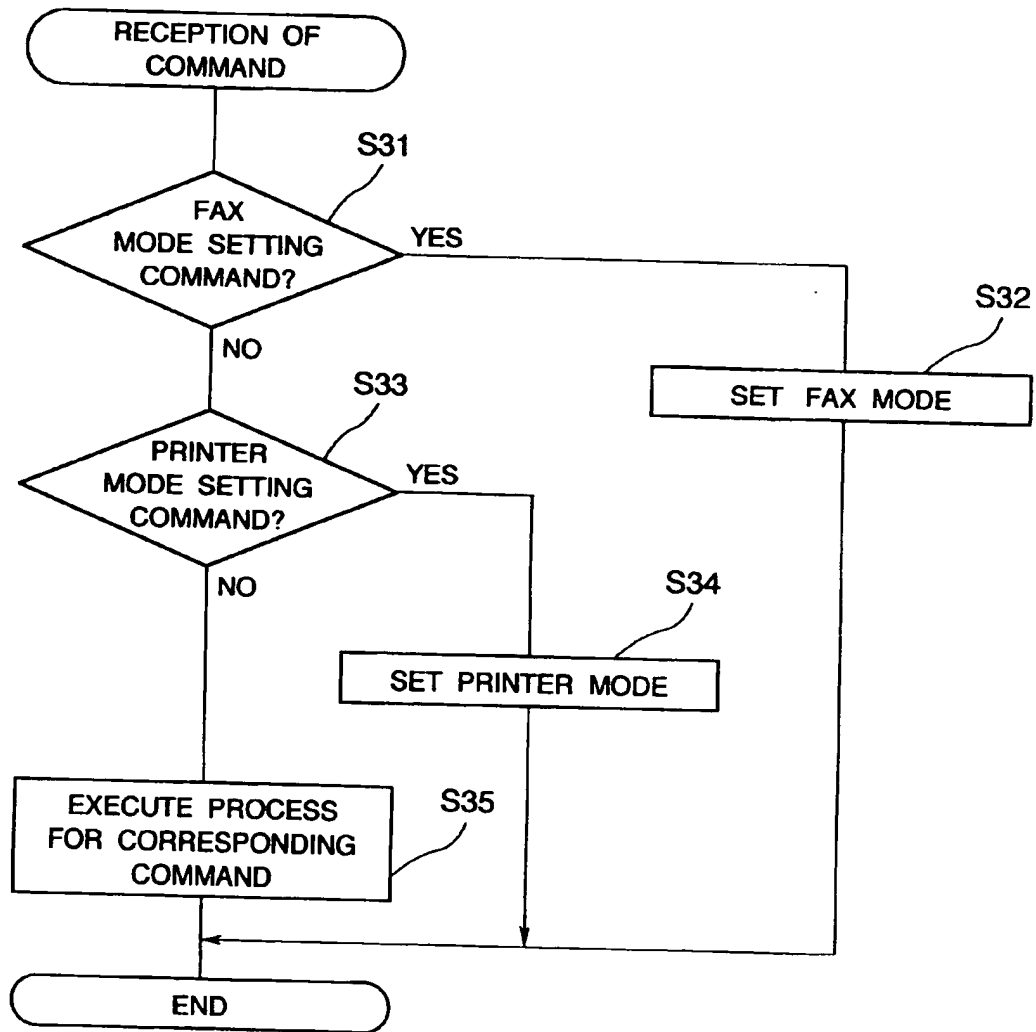 RECEPTION OF
COMMAND
S31
FAX
MODE SETTING
COMMAND?
YES
NO
S32
SET FAX MODE
S33
PRINTER
MODE SETTING
COMMAND?
YES
NO
S34
SET PRINTER MODE
S35
EXECUTE PROCESS
FOR CORRESPONDING
COMMAND
END